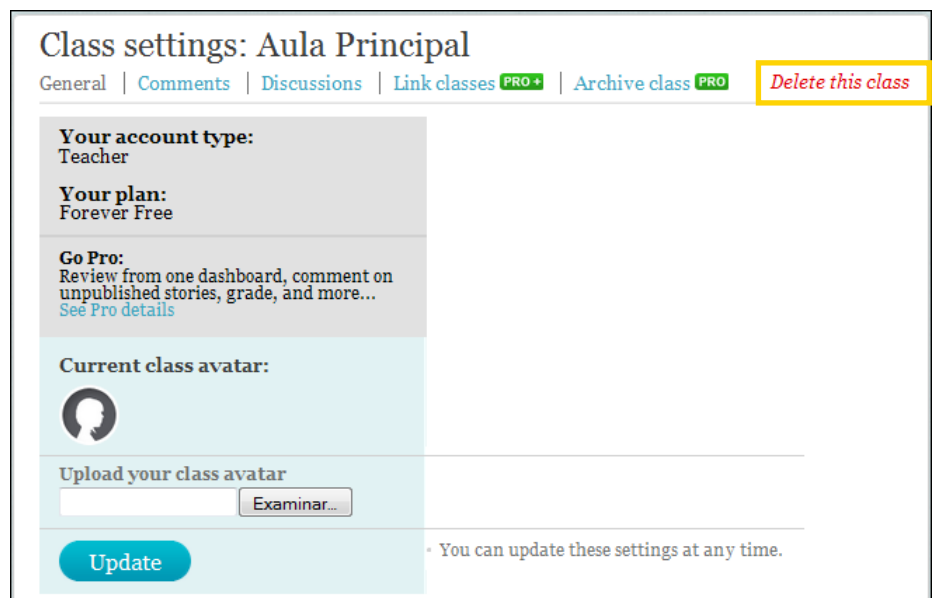 Class settings: Aula Principal
General | Comments | Discussions | Link classes PRO+ | Archive class PRO Delete this class
Your account type:
Teacher
Your plan:
Forever Free
Go Pro:
Review from one dashboard, comment on
unpublished stories, grade, and more...
See Pro details
Current class avatar:
Upload your class avatar
Examinar...
Update
You can update these settings at any time.